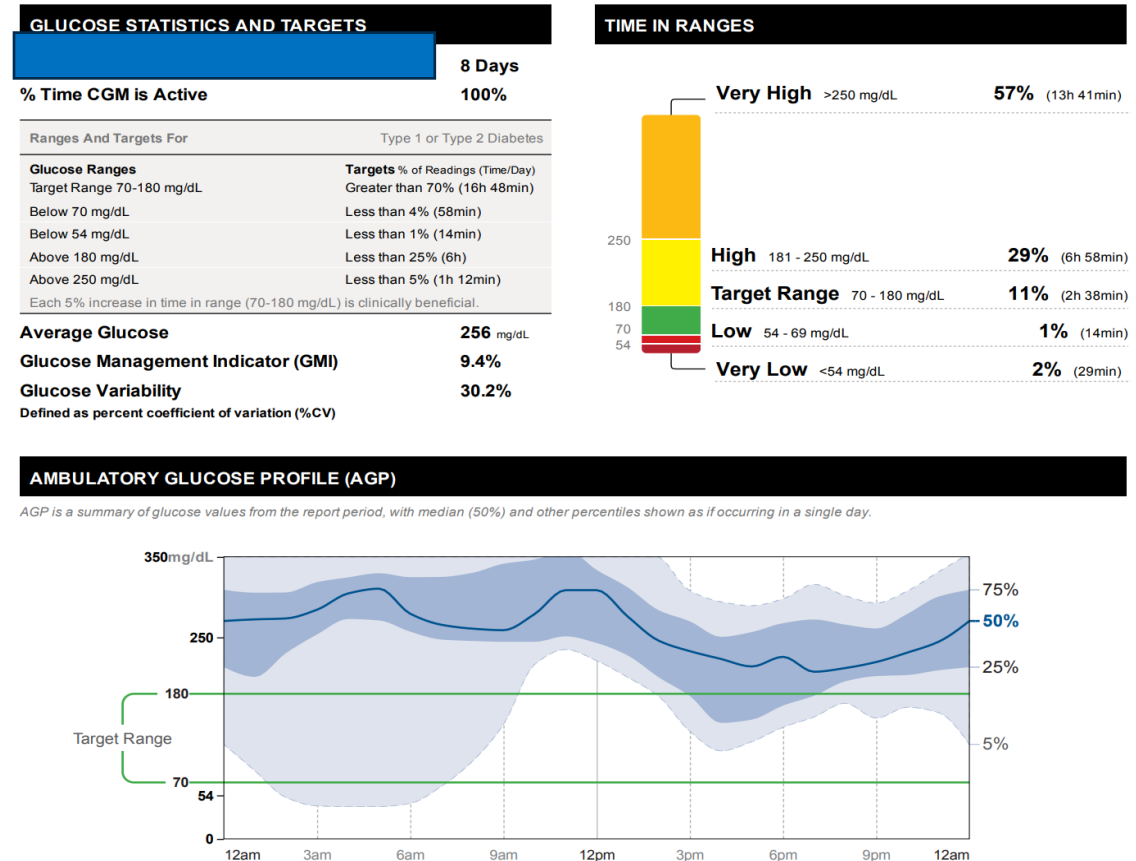 GLUCOSE STATISTICS AND TARGETS
8 Days
% Time CGM is Active 100%
Ranges And Targets For Type 1 or Type 2 Diabetes
Glucose Ranges Targets % of Readings (Time/Day)
Target Range 70-180 mg/dL Greater than 70% (16h 48min)
Below 70 mg/dL Less than 4% (58min)
Below 54 mg/dL Less than 1% (14min)
Above 180 mg/dL Less than 25% (6h)
Above 250 mg/dL Less than 5% (1h 12min)
Each 5% increase in time in range (70-180 mg/dL) is clinically beneficial.
Average Glucose 256 mg/dL
Glucose Management Indicator (GMI) 9.4%
Glucose Variability 30.2%
Defined as percent coefficient of variation (%CV)
TIME IN RANGES
Very High >250 mg/dL 57% (13h 41min)
250
High 181 - 250 mg/dL 29% (6h 58min)
Target Range 70 - 180 mg/dL 11% (2h 38min)
180
70
Low 54 - 69 mg/dL 1% (14min)
54
Very Low <54 mg/dL 2% (29min)
AMBULATORY GLUCOSE PROFILE (AGP)
AGP is a summary of glucose values from the report period, with median (50%) and other percentiles shown as if occurring in a single day.
350mg/dL
75%
50%
250
25%
180
Target Range
5%
70
54
0
12am 3am 6am 9am 12pm 3pm 6pm 9pm 12am